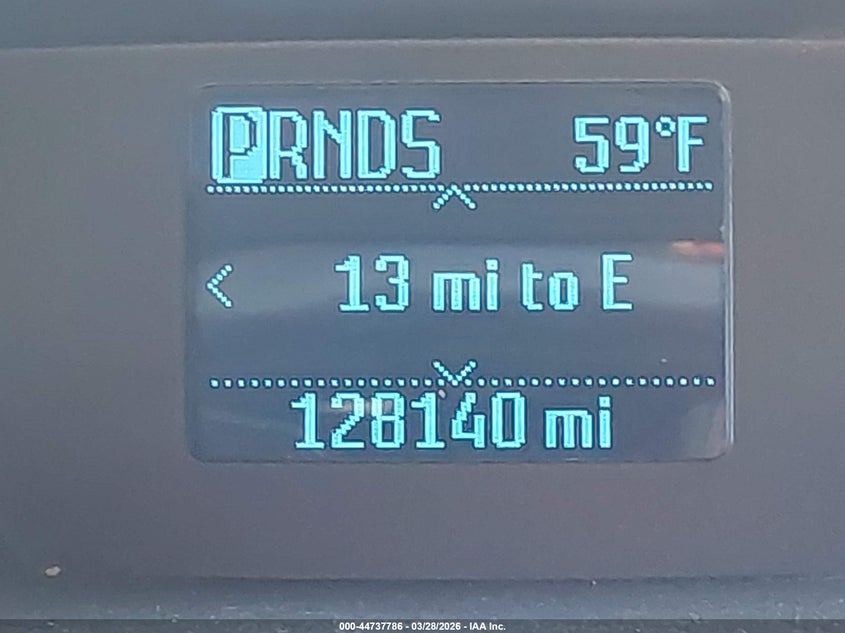 PRNDS 59°F
13 mi to E
128140 mi
000-44737786 - 03/28/2026 - IAA Inc.